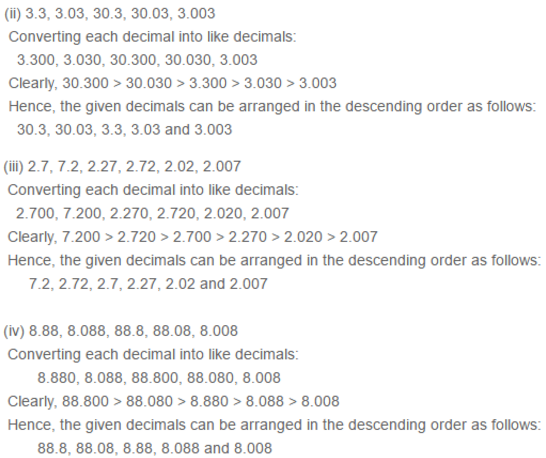 (ii) 3.3, 3.03, 30.3, 30.03, 3.003
Converting each decimal into like decimals:
3.300, 3.030, 30.300, 30.030, 3.003
Clearly, 30.300 > 30.030 > 3.300 > 3.030 > 3.003
Hence, the given decimals can be arranged in the descending order as follows:
30.3, 30.03, 3.3, 3.03 and 3.003
(iii) 2.7, 7.2, 2.27, 2.72, 2.02, 2.007
Converting each decimal into like decimals:
2.700, 7.200, 2.270, 2.720, 2.020, 2.007
Clearly, 7.200 > 2.720 > 2.700 > 2.270 > 2.020 > 2.007
Hence, the given decimals can be arranged in the descending order as follows:
7.2, 2.72, 2.7, 2.27, 2.02 and 2.007
(iv) 8.88, 8.088, 88.8, 88.08, 8.008
Converting each decimal into like decimals:
8.880, 8.088, 88.800, 88.080, 8.008
Clearly, 88.800 > 88.080 > 8.880 > 8.088 > 8.008
Hence, the given decimals can be arranged in the descending order as follows:
88.8, 88.08, 8.88, 8.088 and 8.008